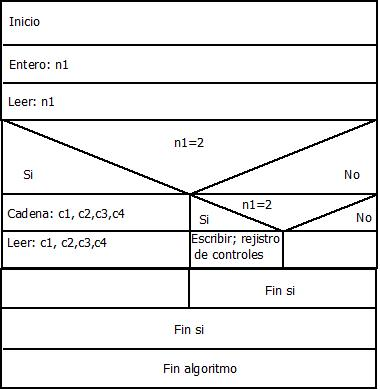 Inicio
Entero: n1
Leer: n1
n1=2
Si
No
n1=2
Cadena: c1, c2,c3,c4
Si
No
Leer: c1, c2,c3,c4
Escribir; rejistro
de controles
Fin si
Fin si
Fin algoritmo